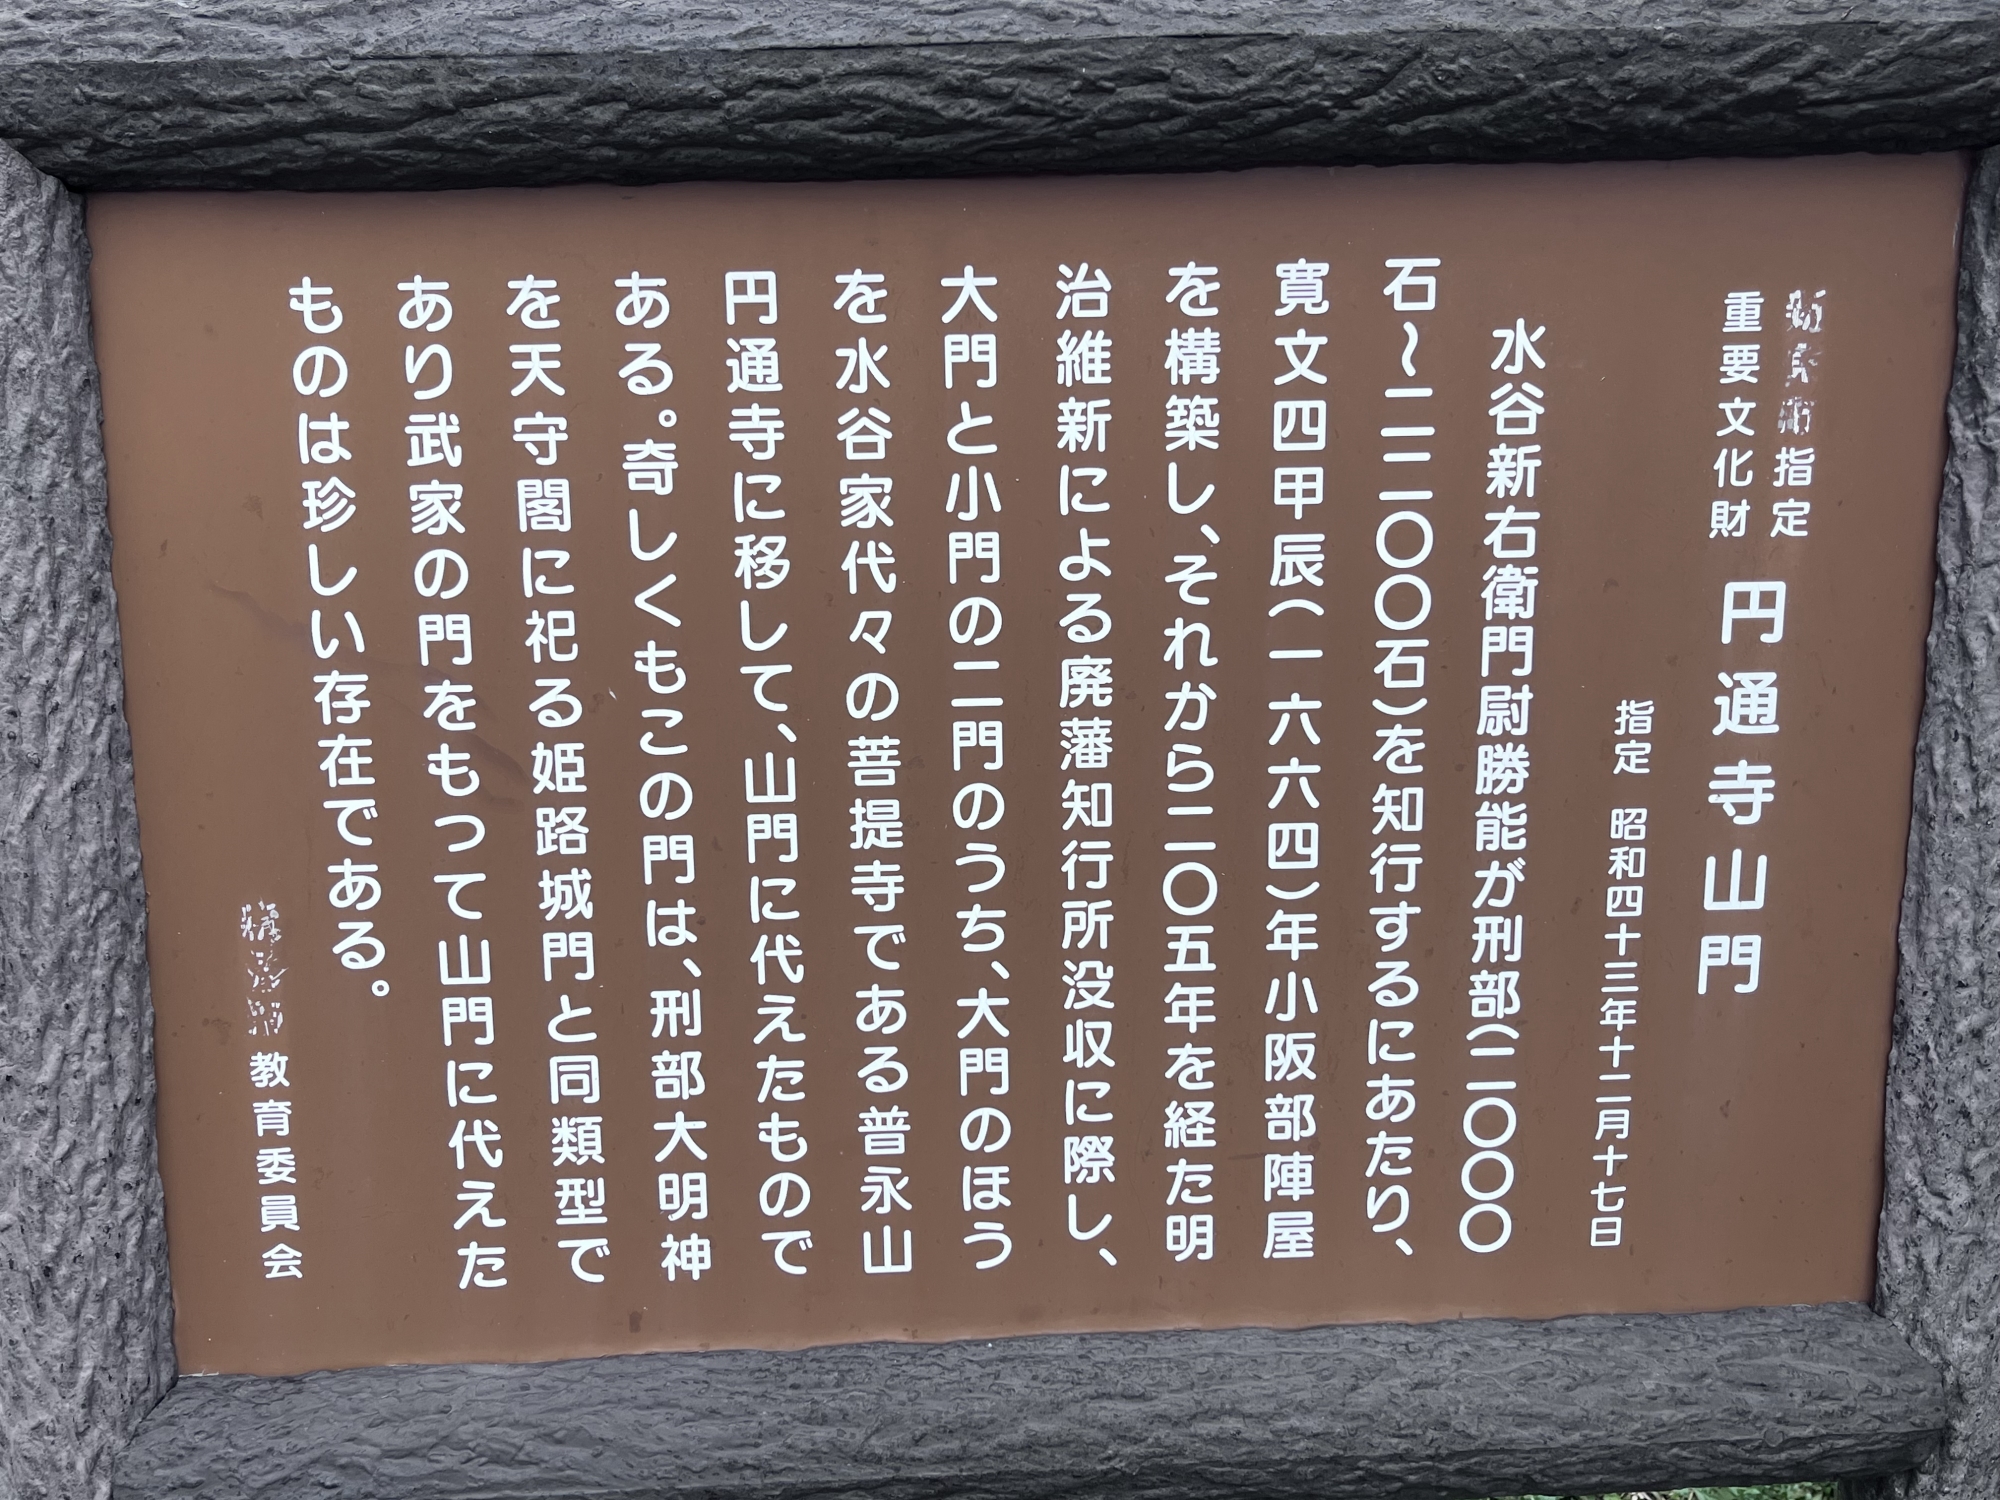 指定
重要文化財 円通寺山門
指定 昭和四十三年十二月十七日
水谷新右衛門尉勝能が刑部(二〇〇〇
石〜二二二〇〇石)を知行するにあたり、
寛文四甲辰(一六六四)年小阪部陣屋
を構築し、それから二〇五年を経た明
治維新による廃藩知行所没収に際し、
大門と小門の二門のうち、大門のほう
を水谷家代々の菩提寺である普永山
円通寺に移して、山門に代えたもので
ある。奇しくもこの門は、刑部大明神
を天守閣に祀る姫路城門と同類型で
あり武家の門をもつて山門に代えた
ものは珍しい存在である。
教育委員会